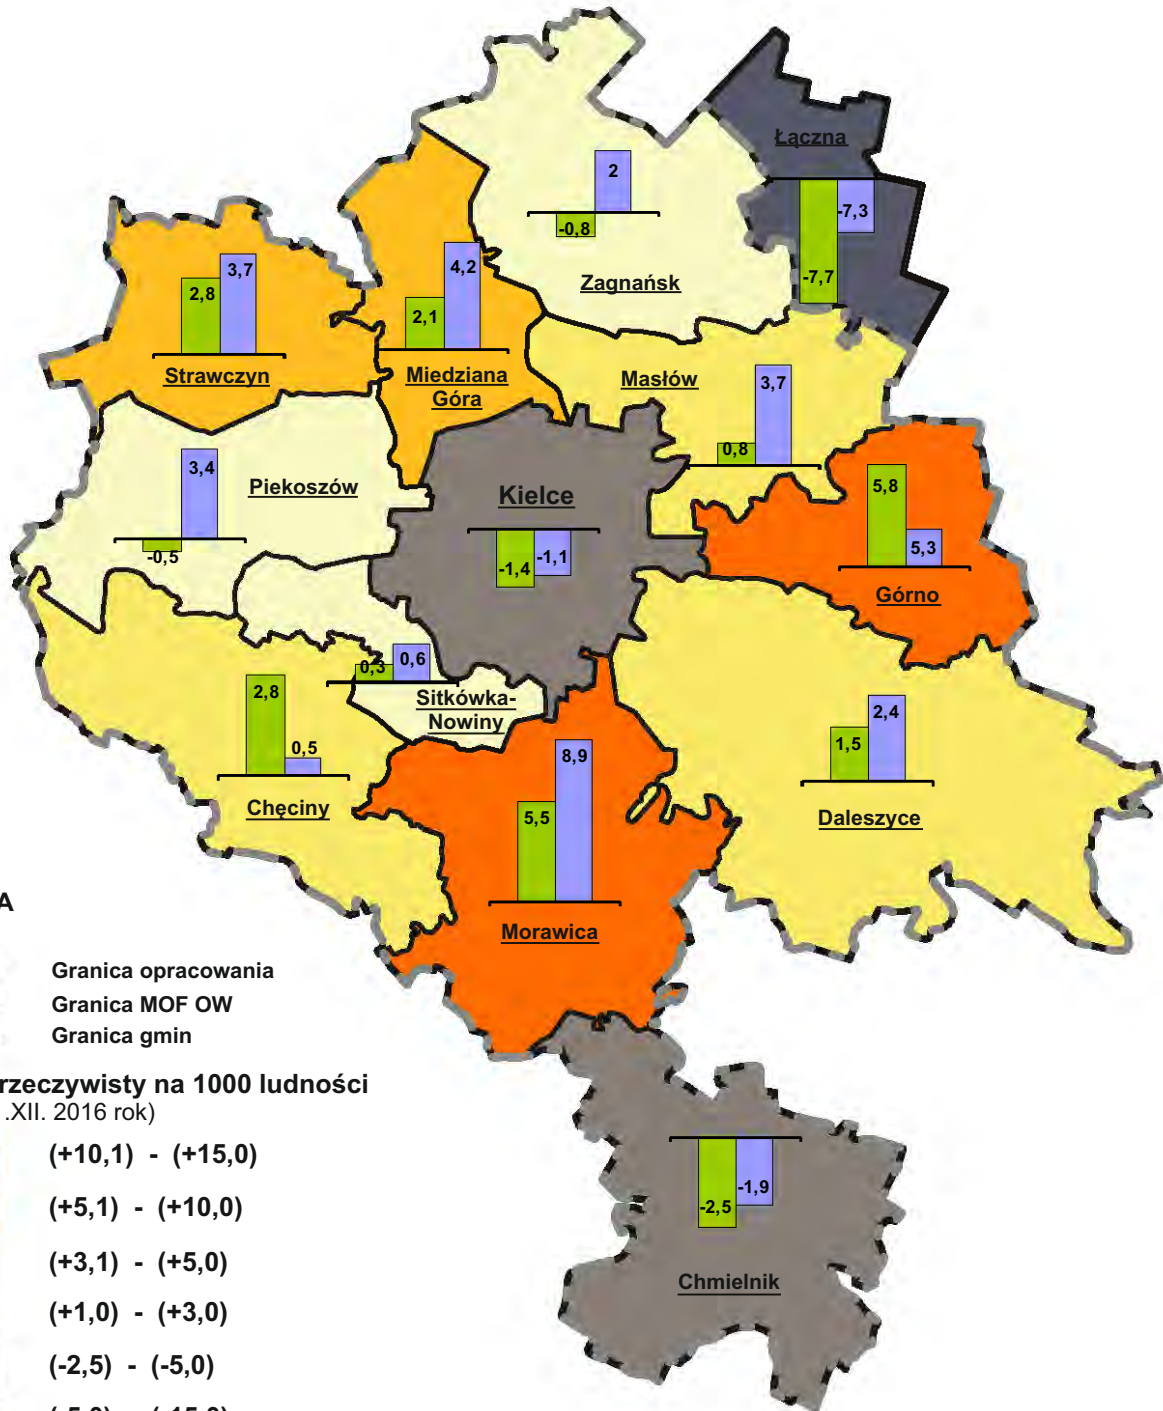 Łączna
-7,7
-7,3
2
-0,8
Zagnańsk
2,8
3,7
Strawczyn
2,1
4,2
Miedziana
Góra
Masłów
0,8
3,7
3,4
-0,5
Piekoszów
Kielce
-1,4
-1,1
5,8
5,3
Górno
0,3
0,6
Sitkówka-
Nowiny
2,8
0,5
Chęciny
1,5
2,4
Daleszyce
5,5
8,9
Morawica
A
Granica opracowania
Granica MOF OW
Granica gmin
rzeczywisty na 1000 ludności
.XII. 2016 rok)
(+10,1) - (+15,0)
(+5,1) - (+10,0)
(+3,1) - (+5,0)
(+1,0) - (+3,0)
(-2,5) - (-5,0)
-2,5
-1,9
Chmielnik